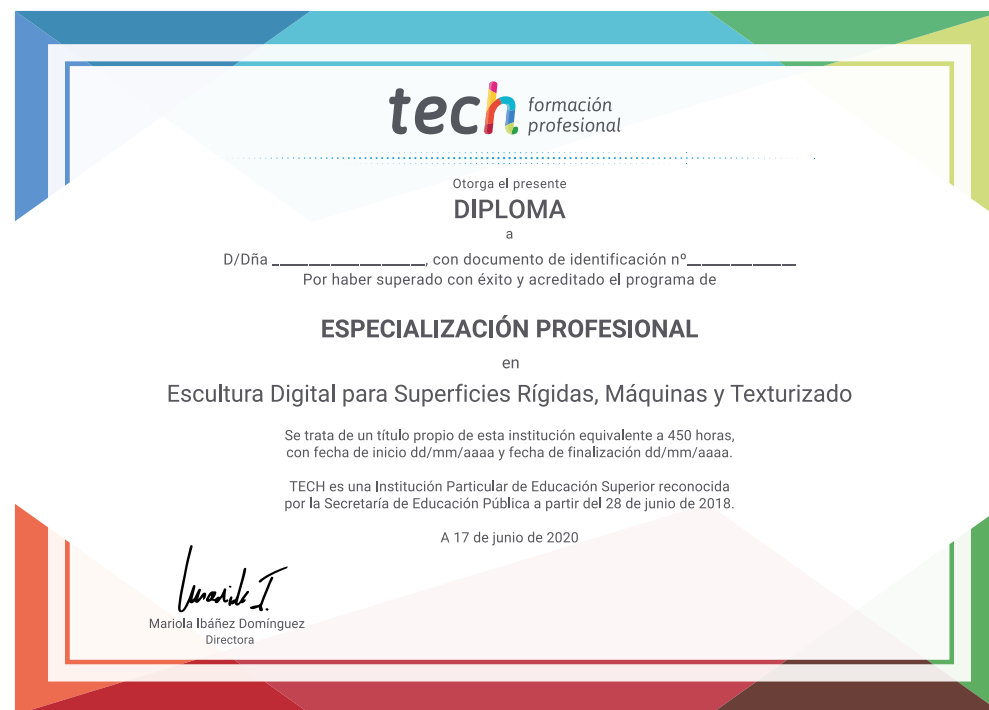 tech formación
profesional
Otorga el presente
DIPLOMA
a
D/Dña ____________________, con documento de identificación nº______________
Por haber superado con éxito y acreditado el programa de
ESPECIALIZACIÓN PROFESIONAL
en
Escultura Digital para Superficies Rígidas, Máquinas y Texturizado
Se trata de un título propio de esta institución equivalente a 450 horas,
con fecha de inicio dd/mm/aaaa y fecha de finalización dd/mm/aaaa.
TECH es una Institución Particular de Educación Superior reconocida
por la Secretaría de Educación Pública a partir del 28 de junio de 2018.
A 17 de junio de 2020
Mariola Ibáñez Domínguez
Directora